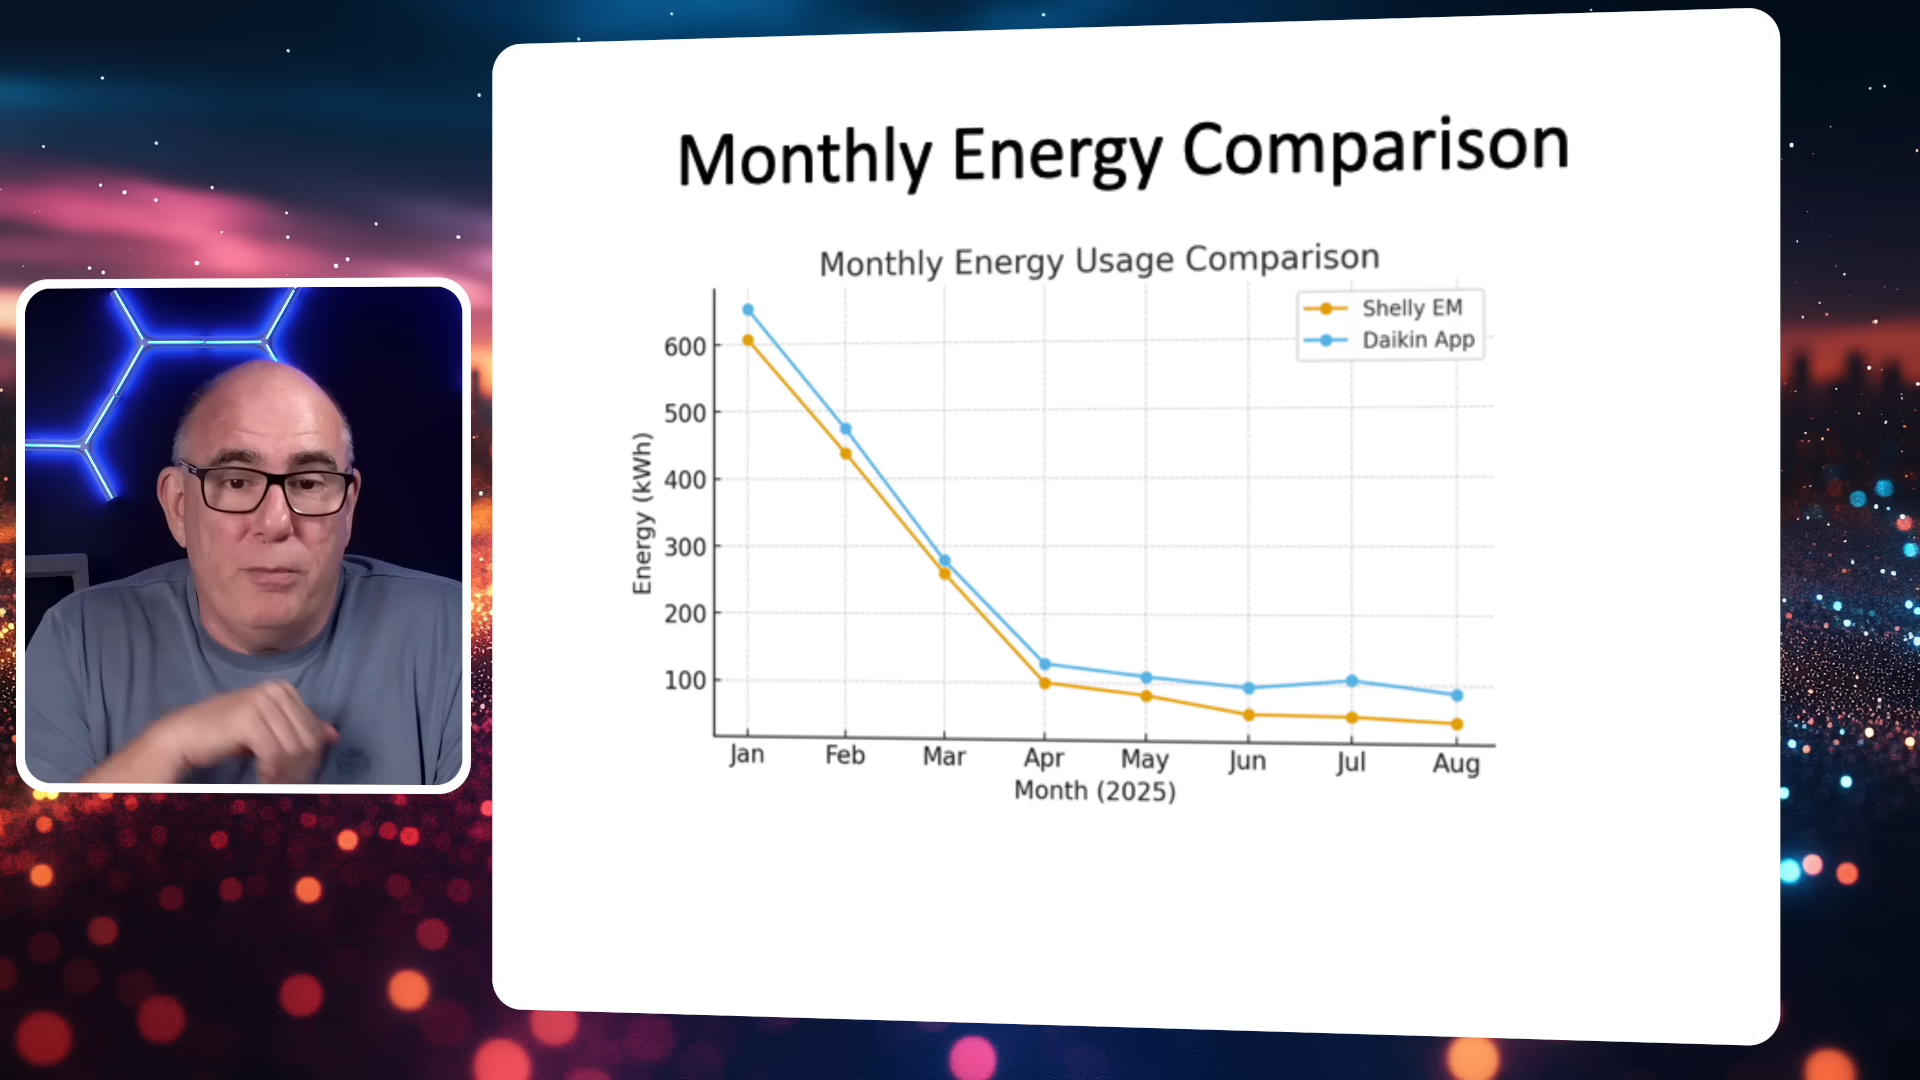 Monthly Energy Comparison
Monthly Energy Usage Comparison
Shelly EM
Daikin App
Energy (kWh)
600
500
400
300
200
100
Jan Feb Mar Apr May Jun Jul Aug
Month (2025)